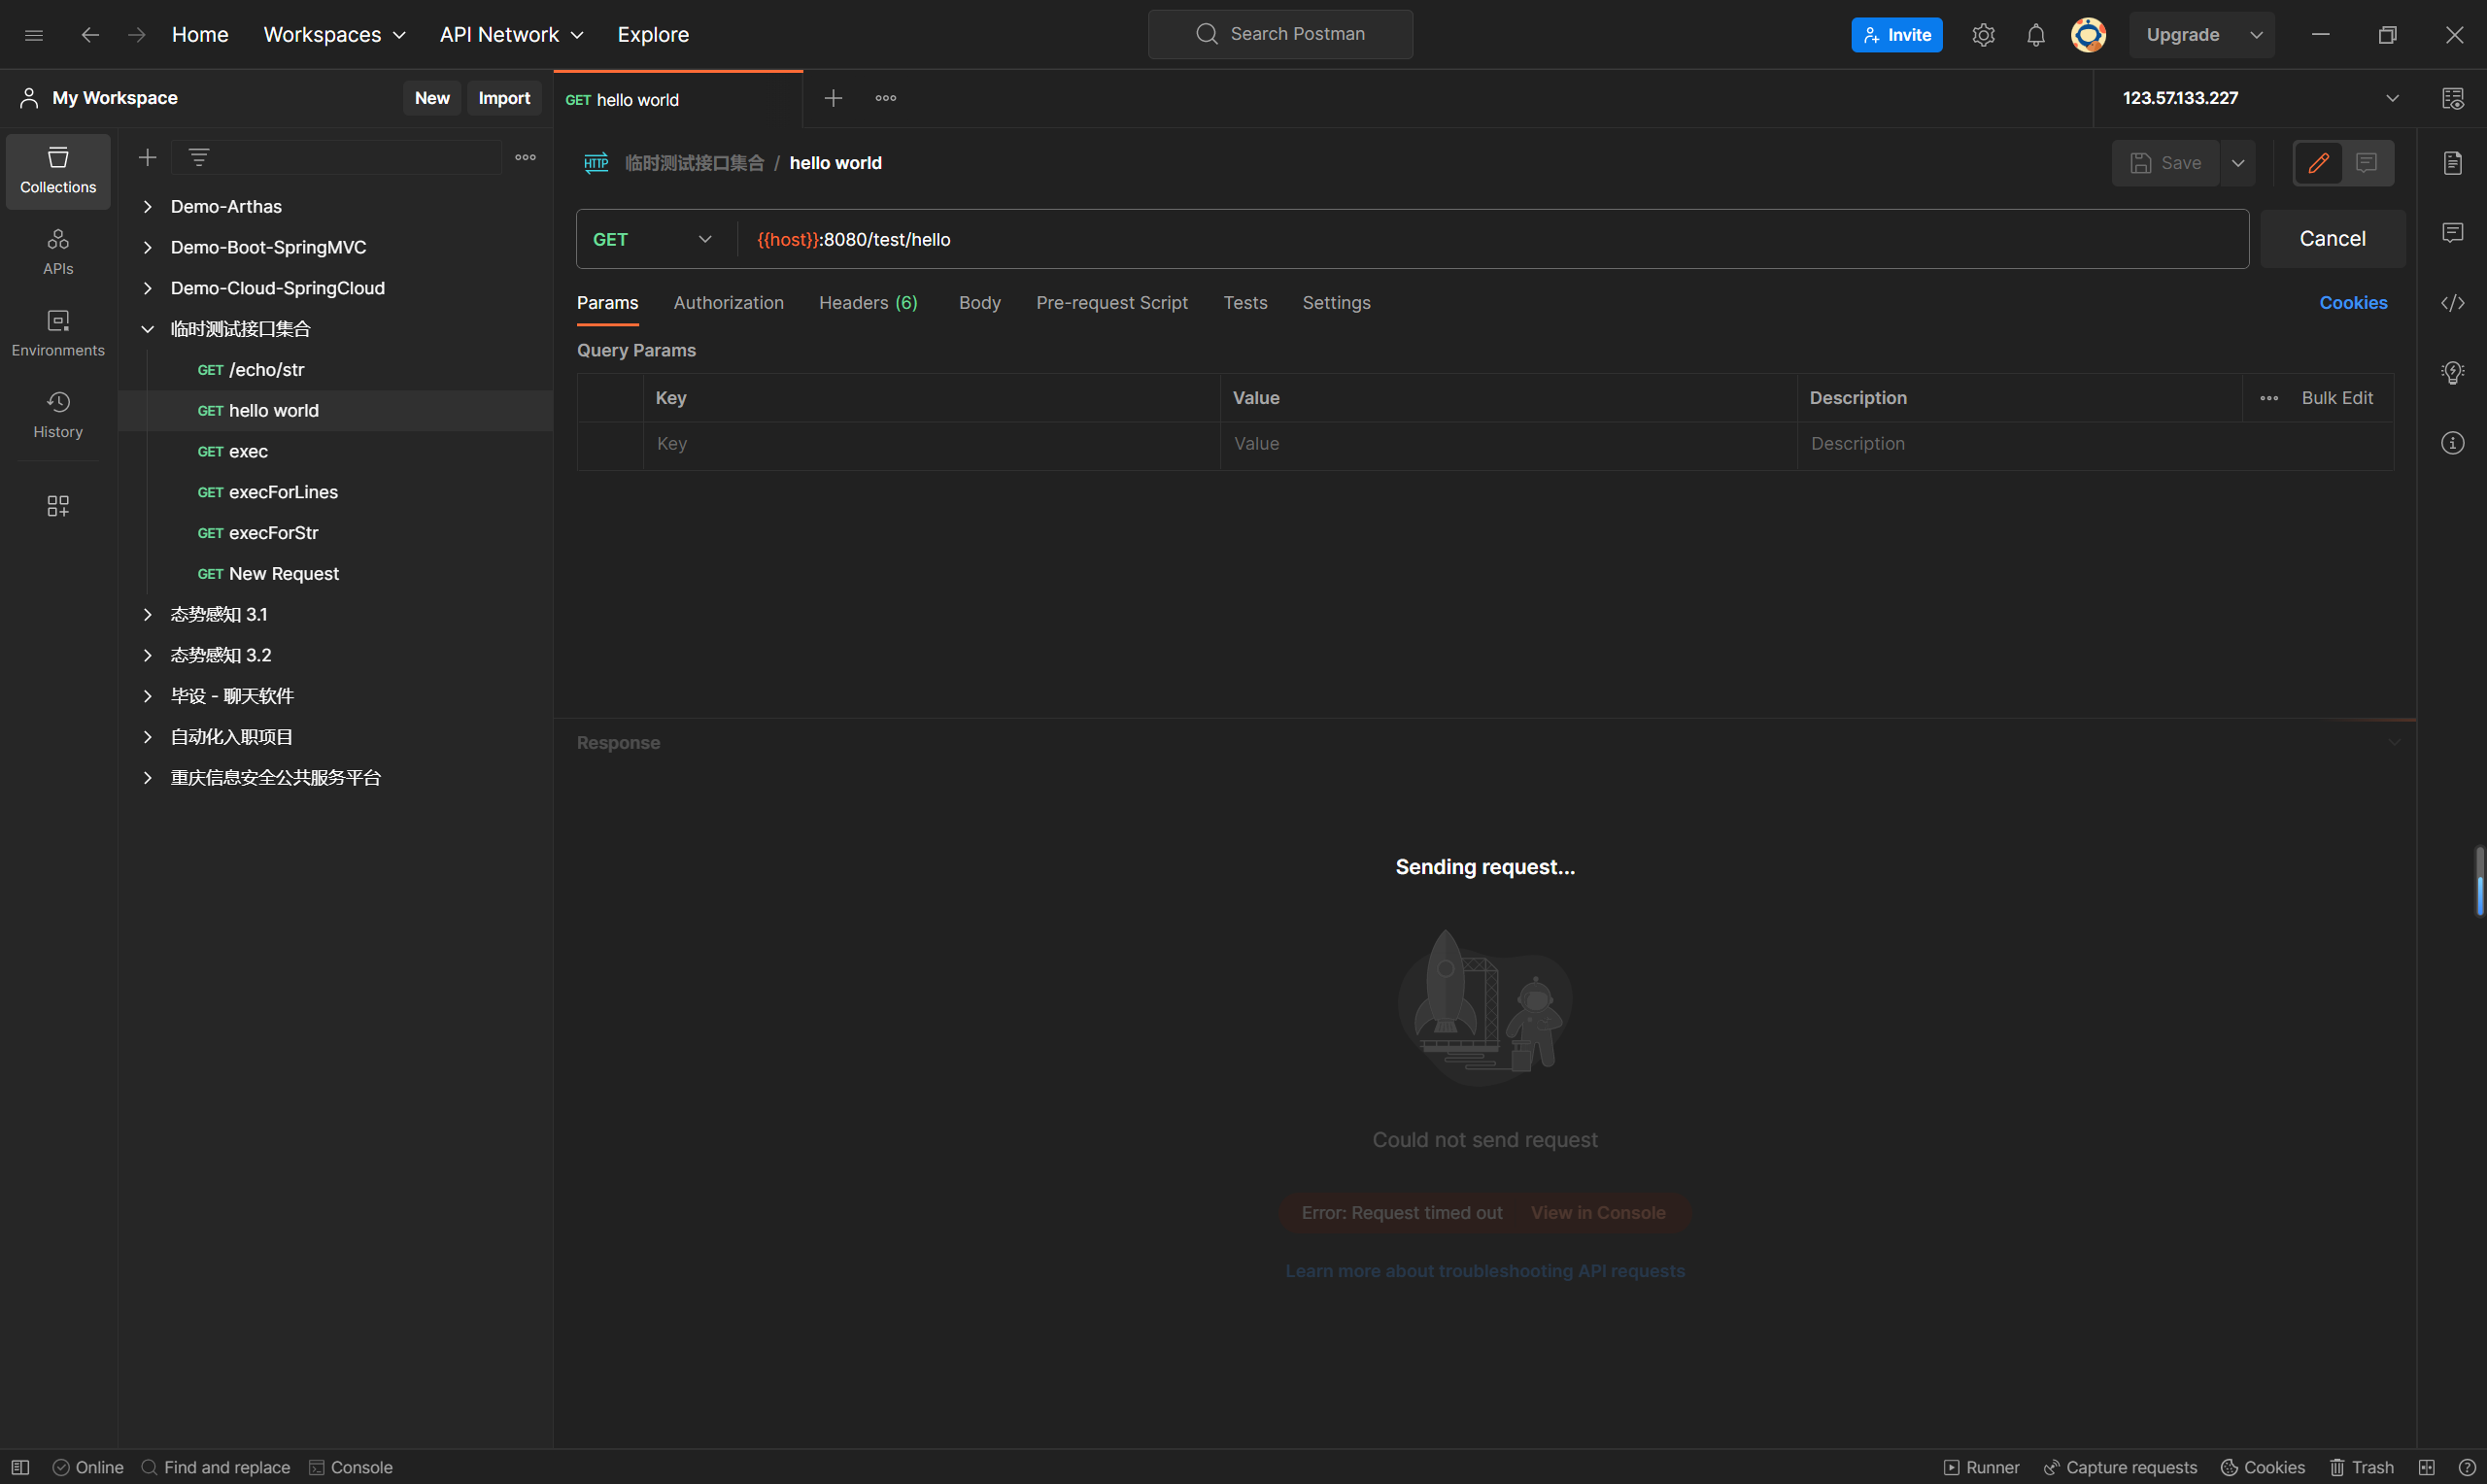 Home Workspaces API Network Explore Search Postman Invite Upgrade
My Workspace New Import GET hello world 123.57.133.227
Collections
APIs
Environments
History
Demo-Arthas
Demo-Boot-SpringMVC
Demo-Cloud-SpringCloud
临时测试接口集合
GET /echo/str
GET hello world
GET exec
GET execForLines
GET execForStr
GET New Request
态势感知 3.1
态势感知 3.2
毕设 - 聊天软件
自动化入职项目
重庆信息安全公共服务平台
HTTP 临时测试接口集合 / hello world Save
GET {{host}}:8080/test/hello Cancel
Params Authorization Headers (6) Body Pre-request Script Tests Settings Cookies
Query Params
Key Value Description Bulk Edit
Key Value Description
Response
Sending request...
Could not send request
Error: Request timed out View in Console
Learn more about troubleshooting API requests
Online Find and replace Console Runner Capture requests Cookies Trash